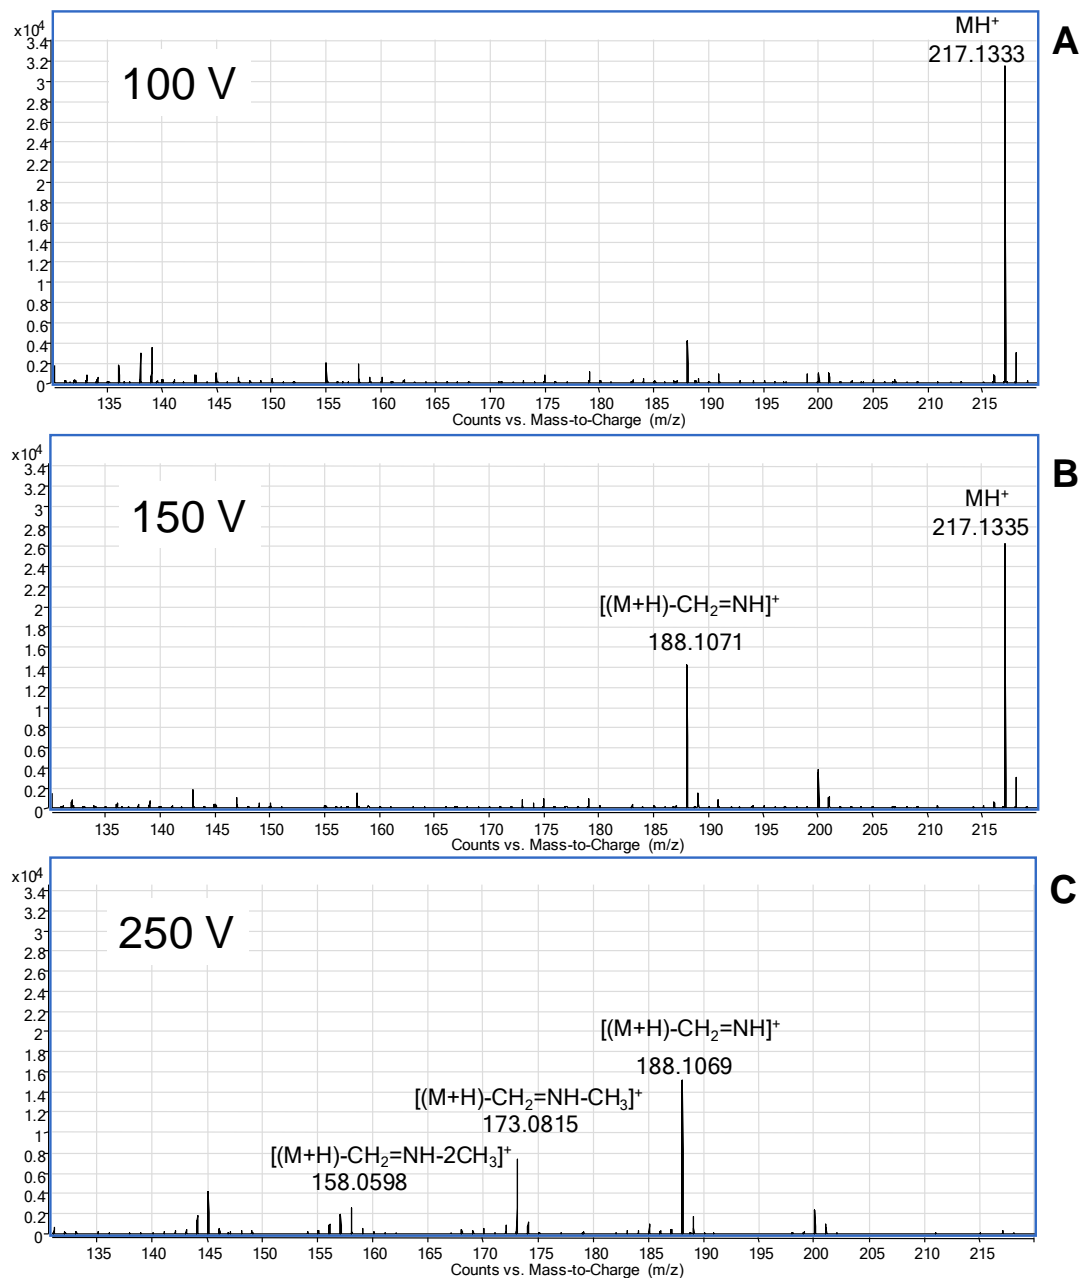 A
x10⁴
MH⁺
217.1333
100 V
3.4
3.2
3
2.8
2.6
2.4
2.2
2
1.8
1.6
1.4
1.2
1
0.8
0.6
0.4
0.2
0
135 140 145 150 155 160 165 170 175 180 185 190 195 200 205 210 215
Counts vs. Mass-to-Charge (m/z)
B
x10⁴
MH⁺
217.1335
150 V
[(M+H)-CH₂=NH]⁺
188.1071
3.4
3.2
3
2.8
2.6
2.4
2.2
2
1.8
1.6
1.4
1.2
1
0.8
0.6
0.4
0.2
0
135 140 145 150 155 160 165 170 175 180 185 190 195 200 205 210 215
Counts vs. Mass-to-Charge (m/z)
C
x10⁴
250 V
[(M+H)-CH₂=NH]⁺
188.1069
[(M+H)-CH₂=NH-CH₃]⁺
173.0815
[(M+H)-CH₂=NH-2CH₃]⁺
158.0598
3.4
3.2
3
2.8
2.6
2.4
2.2
2
1.8
1.6
1.4
1.2
1
0.8
0.6
0.4
0.2
0
135 140 145 150 155 160 165 170 175 180 185 190 195 200 205 210 215
Counts vs. Mass-to-Charge (m/z)